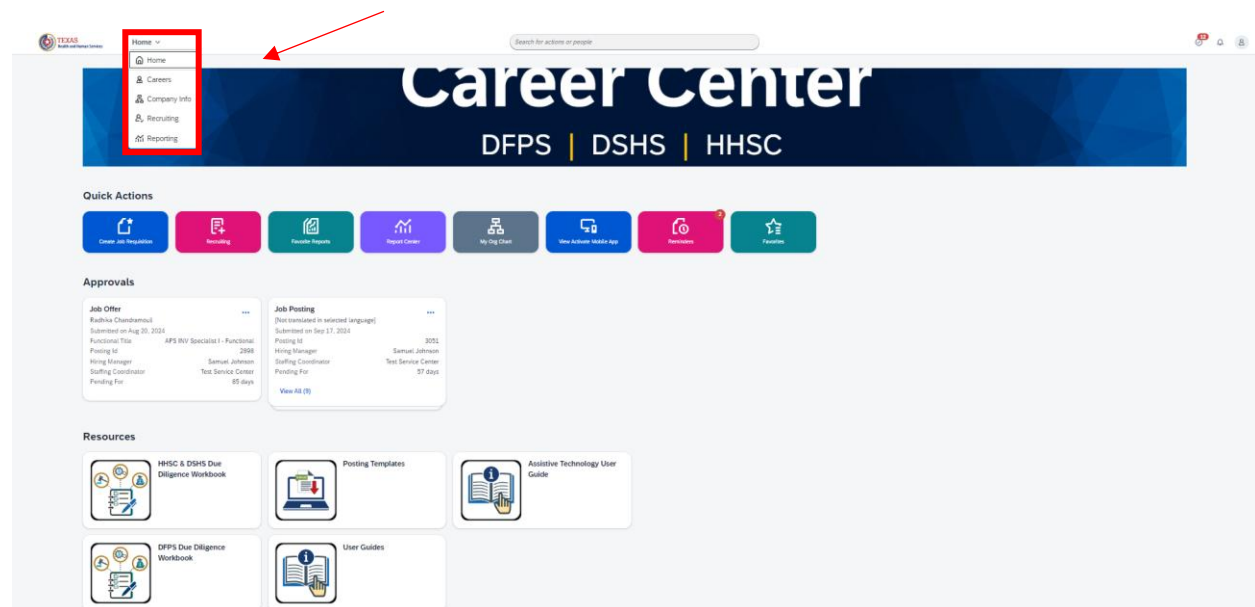 TEXAS
Health and Human Services
Home
Search for actions or people
Home
Careers
Company Info
Recruiting
Reporting
Career Center
DFPS | DSHS | HHSC
Quick Actions
Create Job Requisition
Recruiting
Favorite Reports
Report Center
My Org Chart
View Activate Mobile App
2
Reminders
Favorites
Approvals
Job Offer
Radhika Chandramouli
Submitted on Aug 20, 2024
Functional Title APS INV Specialist I - Functional
Posting Id 2898
Hiring Manager Samuel Johnson
Staffing Coordinator Test Service Center
Pending For 85 days
Job Posting
[Not translated in selected language]
Submitted on Sep 17, 2024
Posting Id 3051
Hiring Manager Samuel Johnson
Staffing Coordinator Test Service Center
Pending For 57 days
View All (9)
Resources
HHSC & DSHS Due
Diligence Workbook
Posting Templates
Assistive Technology User
Guide
DFPS Due Diligence
Workbook
User Guides